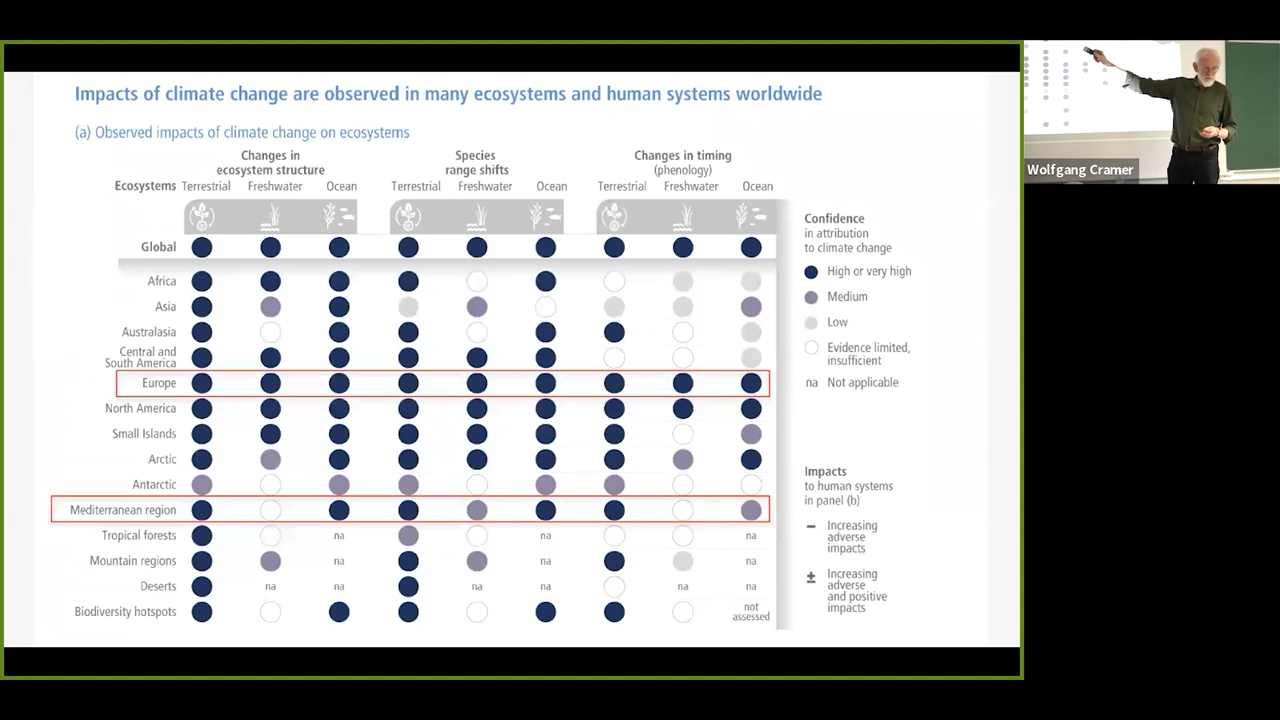 Impacts of climate change are observed in many ecosystems and human systems worldwide
(a) Observed impacts of climate change on ecosystems
Changes in
ecosystem structure
Species
range shifts
Changes in timing
(phenology)
Ecosystems Terrestrial Freshwater Ocean Terrestrial Freshwater Ocean Terrestrial Freshwater Ocean
Global
Africa
Asia
Australasia
Central and
South America
Europe
North America
Small Islands
Arctic
Antarctic
Mediterranean region
Tropical forests na na na
Mountain regions na na na
Deserts na na na na na na
Biodiversity hotspots not
assessed
Confidence
in attribution
to climate change
High or very high
Medium
Low
Evidence limited,
insufficient
na Not applicable
Impacts
to human systems
in panel (b)
− Increasing
adverse
impacts
± Increasing
adverse
and positive
impacts
Wolfgang Cramer